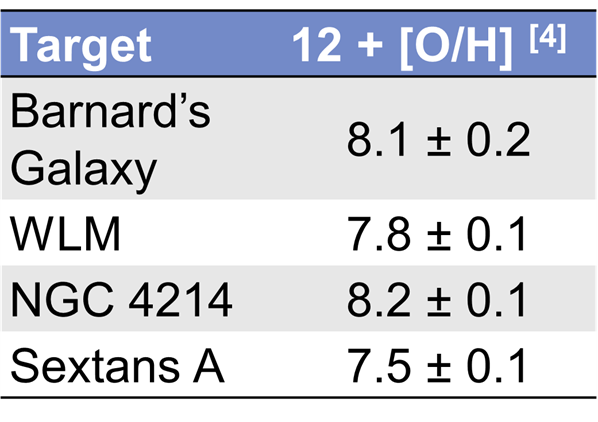 Target 12 + [O/H] [4]
Barnard’s
Galaxy 8.1 ± 0.2
WLM 7.8 ± 0.1
NGC 4214 8.2 ± 0.1
Sextans A 7.5 ± 0.1